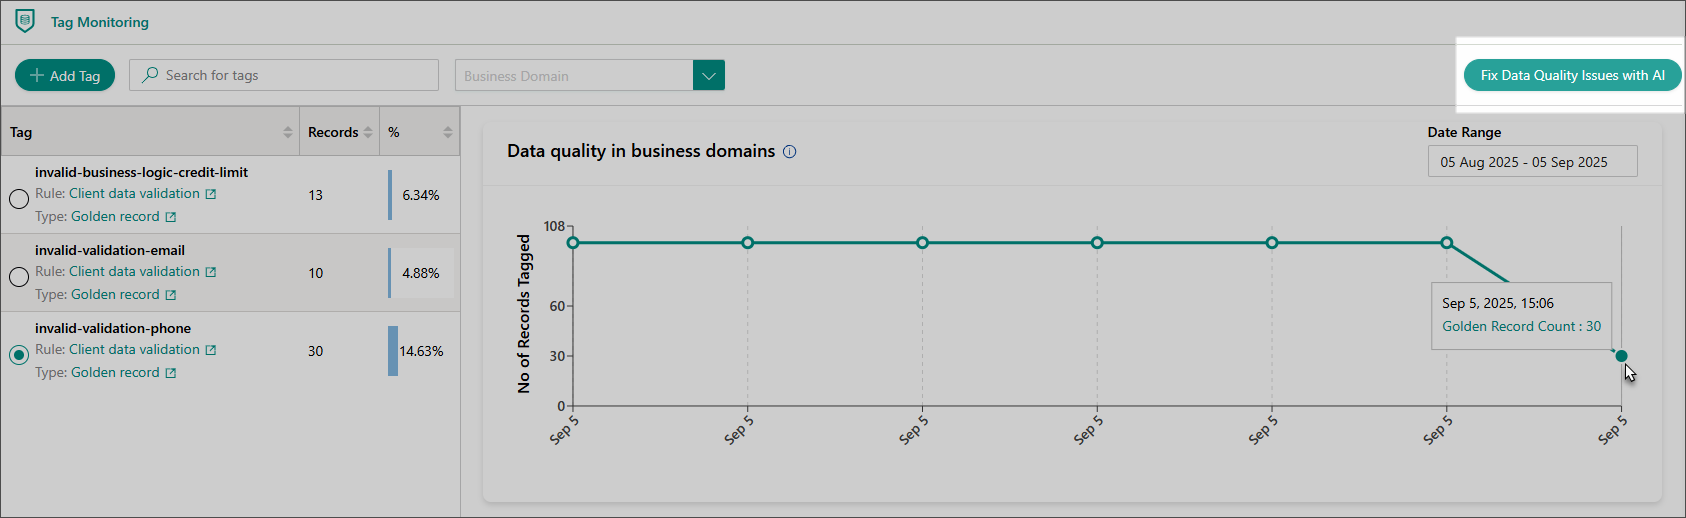 Tag Monitoring
Add Tag
Search for tags
Business Domain
Fix Data Quality Issues with AI
Tag
Records
%
invalid-business-logic-credit-limit
Rule: Client data validation
Type: Golden record
13
6.34%
invalid-validation-email
Rule: Client data validation
Type: Golden record
10
4.88%
invalid-validation-phone
Rule: Client data validation
Type: Golden record
30
14.63%
Data quality in business domains
Date Range
05 Aug 2025 - 05 Sep 2025
No of Records Tagged
108
60
30
0
Sep 5, 2025, 15:06
Golden Record Count : 30
Sep 5
Sep 5
Sep 5
Sep 5
Sep 5
Sep 5
Sep 5